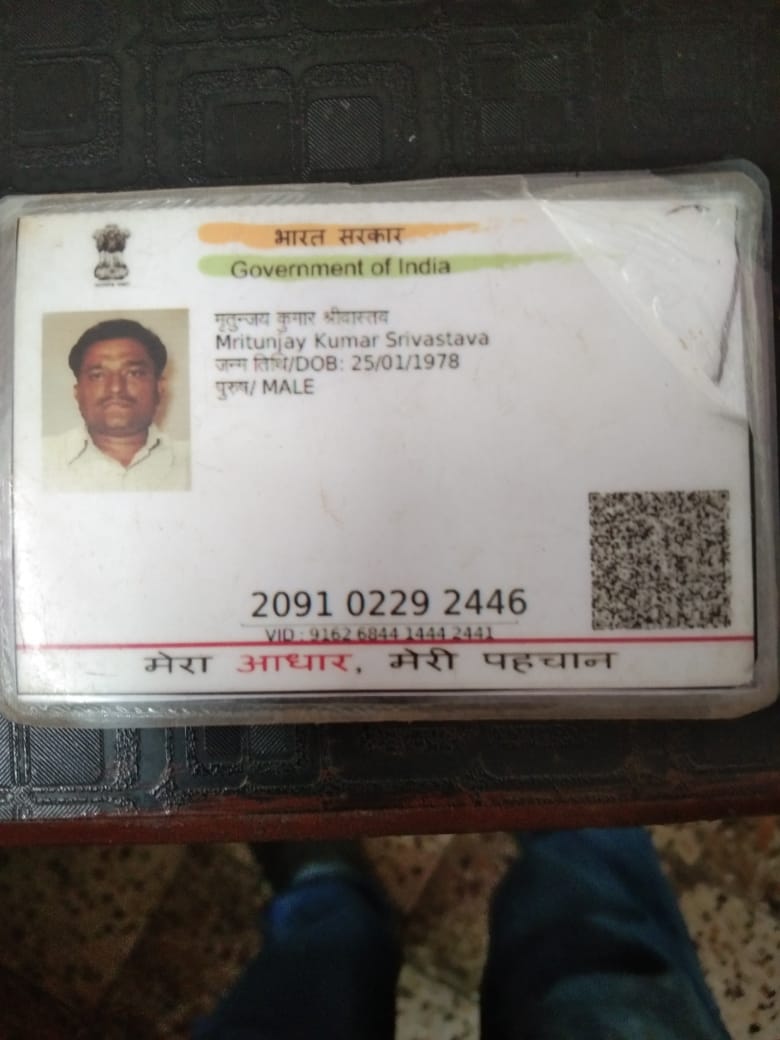 भारत सरकार
Government of India
मृतुन्जय कुमार श्रीवास्तव
Mritunjay Kumar Srivastava
जन्म तिथि/DOB: 25/01/1978
पुरुष/ MALE
2091 0229 2446
VID : 9162 6844 1444 2441
मेरा आधार, मेरी पहचान